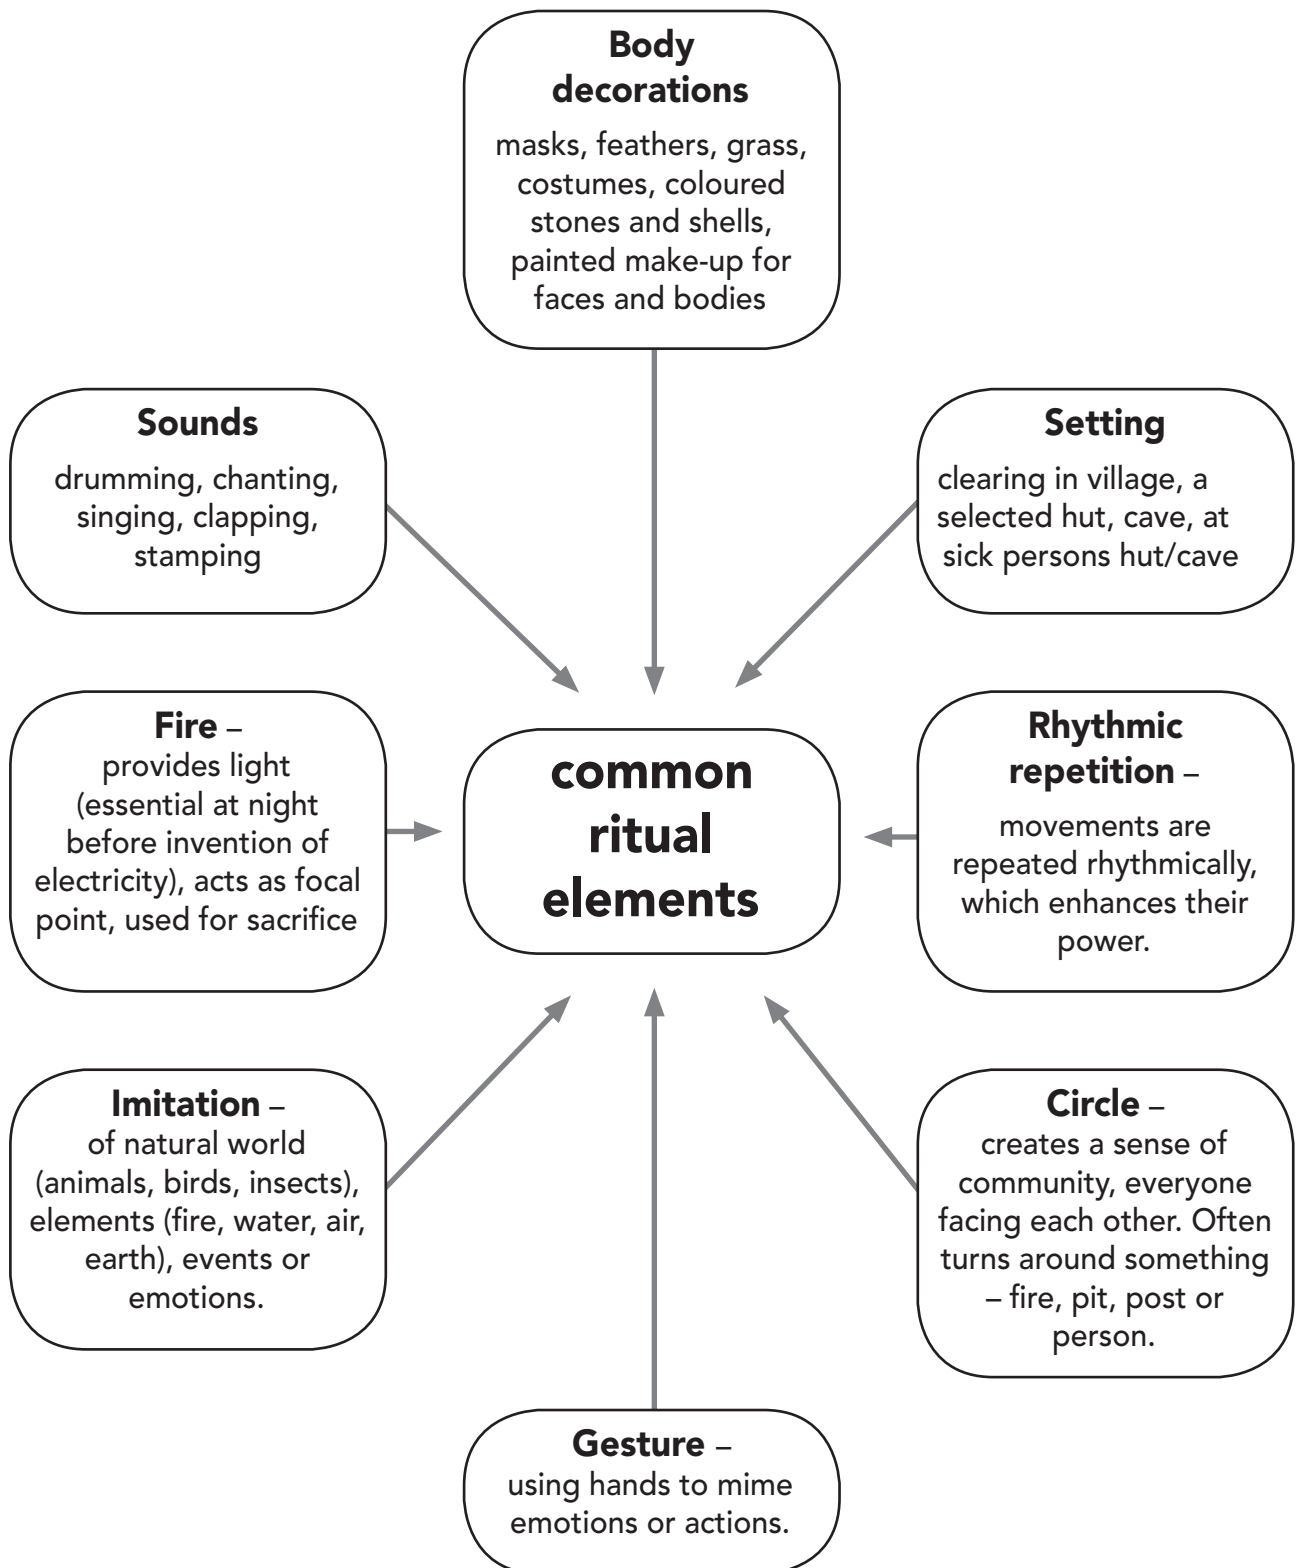 Body
decorations
masks, feathers, grass,
costumes, coloured
stones and shells,
painted make-up for
faces and bodies
Sounds
drumming, chanting,
singing, clapping,
stamping
Setting
clearing in village, a
selected hut, cave, at
sick persons hut/cave
Fire –
provides light
(essential at night
before invention of
electricity), acts as focal
point, used for sacrifice
common
ritual
elements
Rhythmic
repetition –
movements are
repeated rhythmically,
which enhances their
power.
Imitation –
of natural world
(animals, birds, insects),
elements (fire, water, air,
earth), events or
emotions.
Circle –
creates a sense of
community, everyone
facing each other. Often
turns around something
– fire, pit, post or
person.
Gesture –
using hands to mime
emotions or actions.